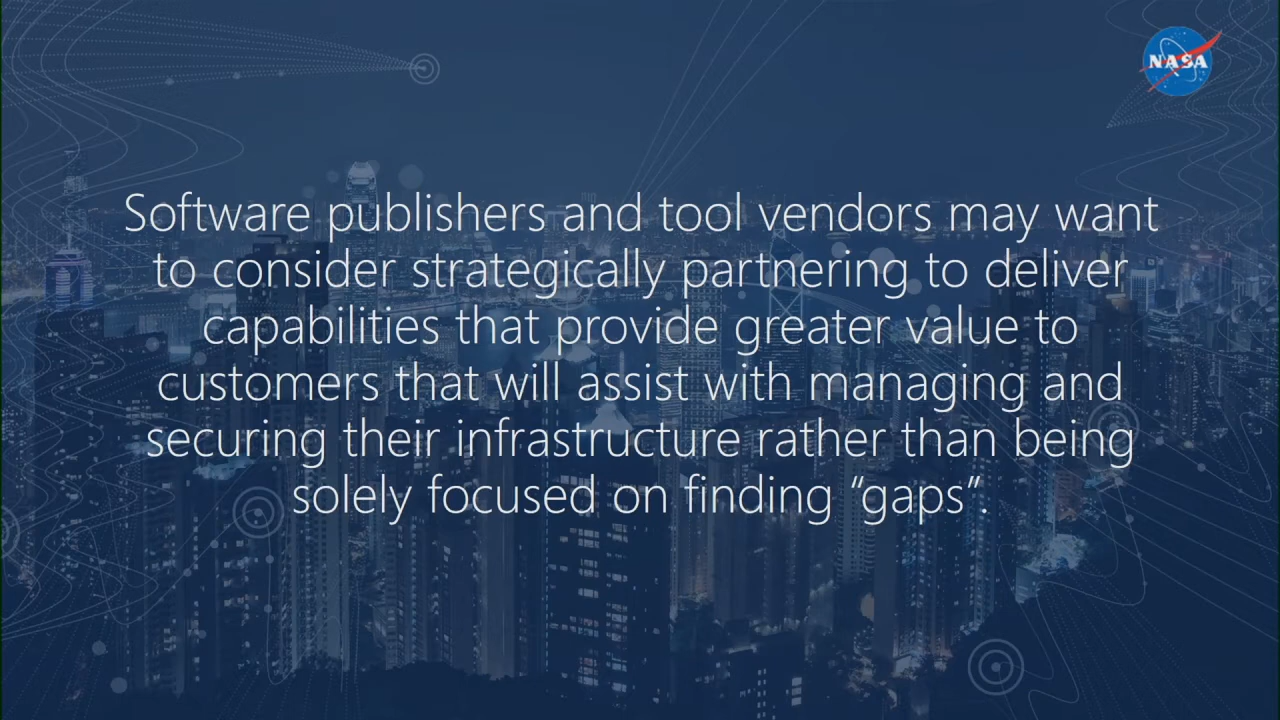 NASA
Software publishers and tool vendors may want
to consider strategically partnering to deliver
capabilities that provide greater value to
customers that will assist with managing and
securing their infrastructure rather than being
solely focused on finding “gaps”.